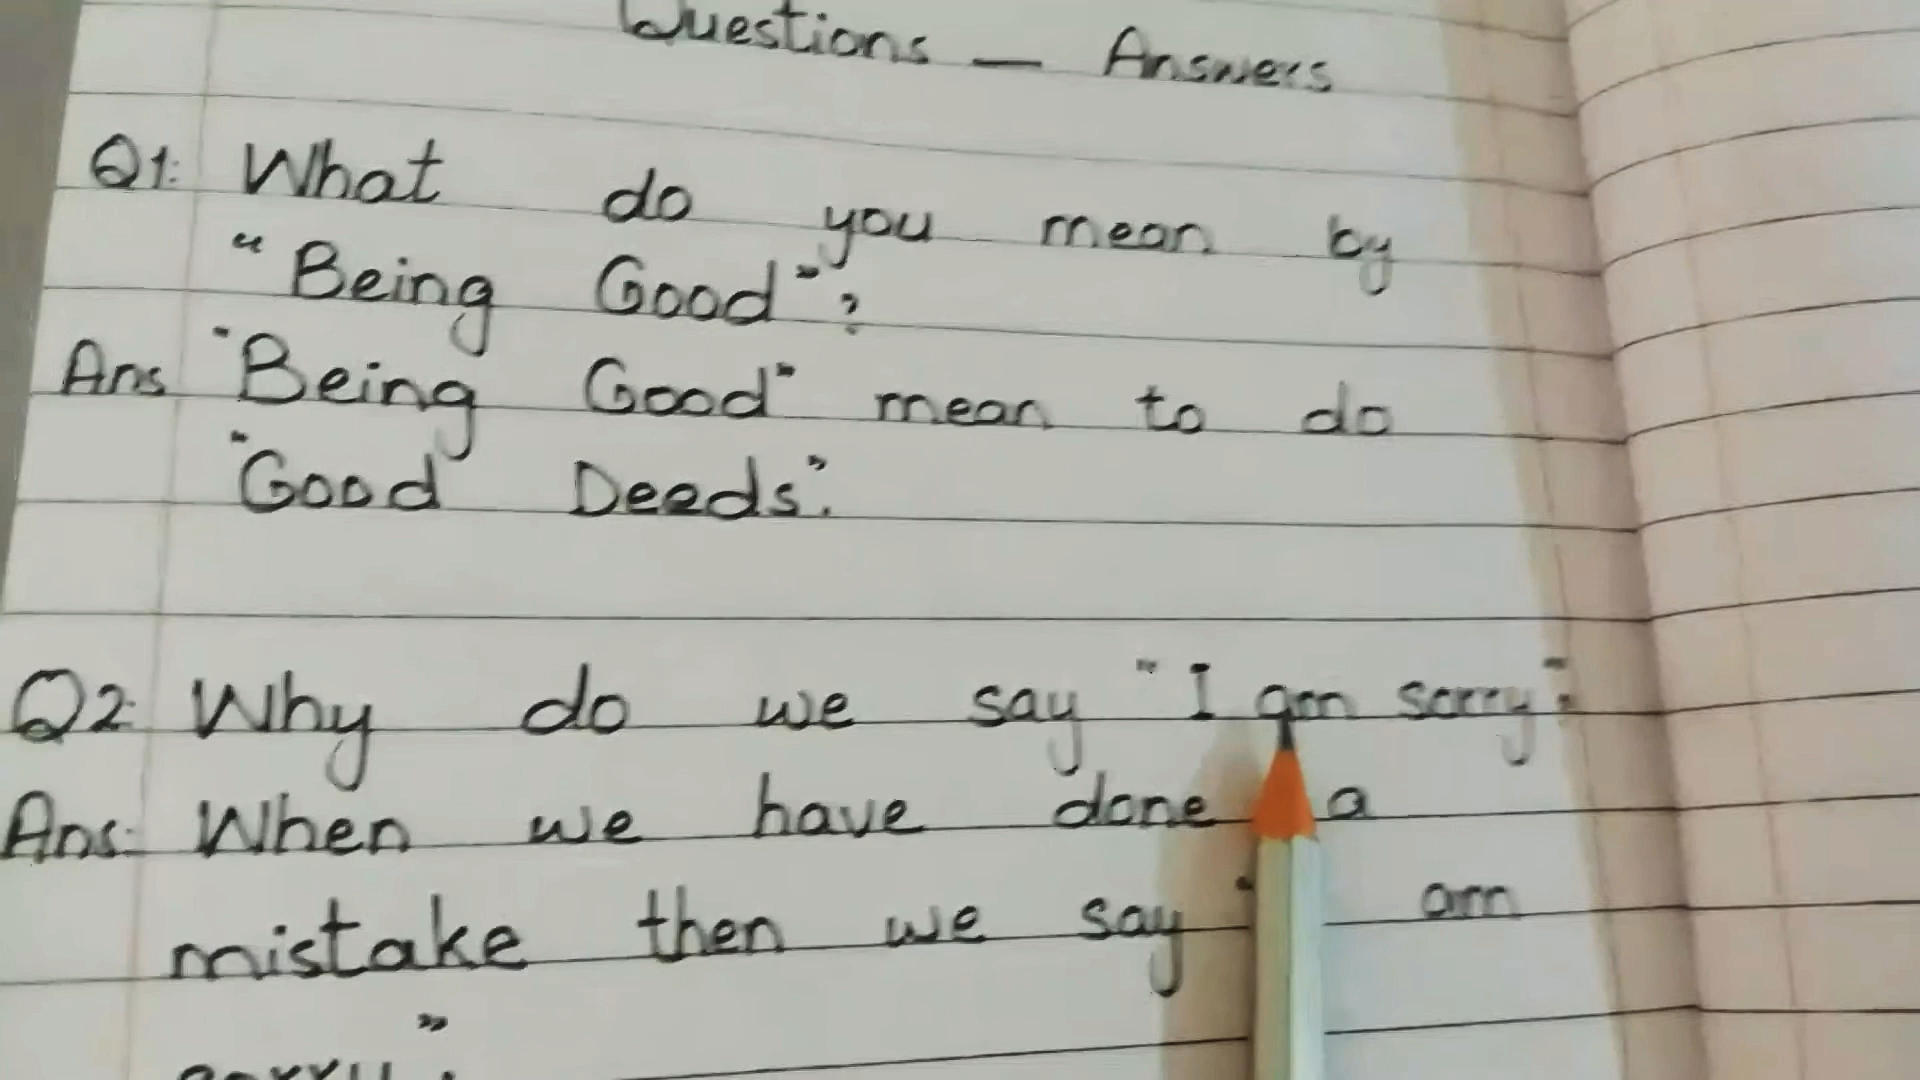 Questions — Answers
Q1: What do you mean by
"Being Good"?
Ans "Being Good" mean to do
"Good Deeds".
Q2: Why do we say "I am sorry"?
Ans: When we have done a
mistake then we say " am
sorry".